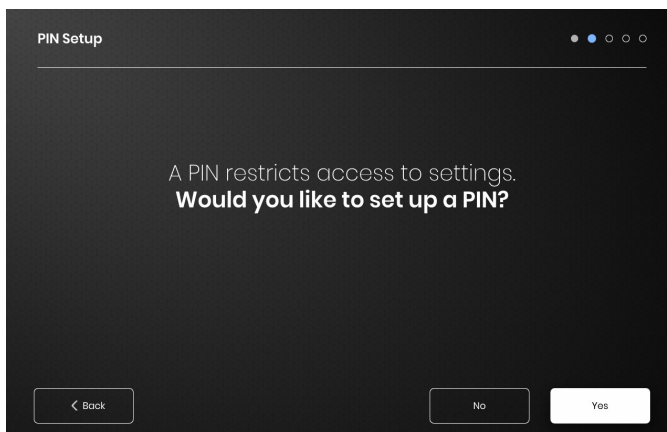 PIN Setup
A PIN restricts access to settings.
Would you like to set up a PIN?
Back
No
Yes